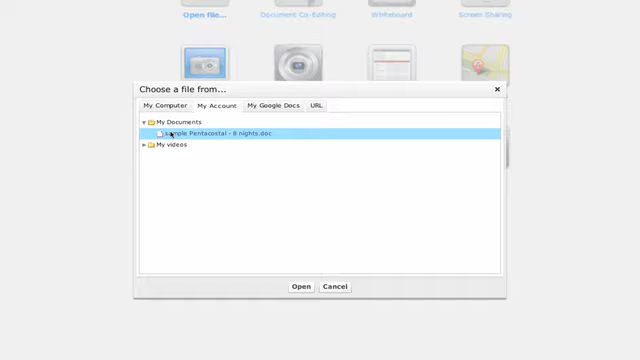 Open file... Document Co-Editing Whiteboard Screen Sharing
Choose a file from...
My Computer My Account My Google Docs URL
My Documents
sample Pentacostal - 8 nights.doc
My videos
Open Cancel